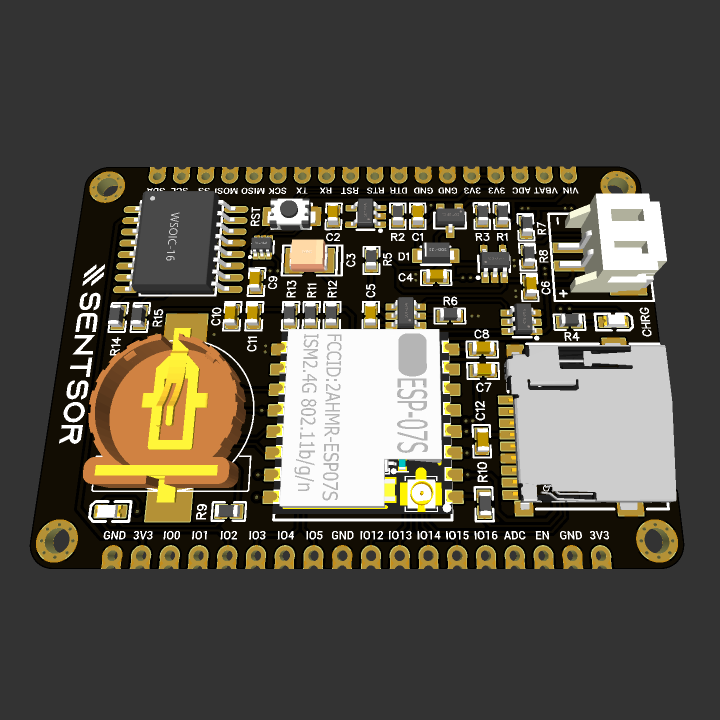 SDA SCL SS MOSI MISO SCK TX RX RST RTS DTR GND GND 3V3 3V3 ADC VBAT VIN
WSOIC-16
RST
C2
R2
C1
R3
R1
R7
D1
R5
C3
C4
R8
C6
C9
R13
R11
R12
C5
R6
C10
C11
R14
R15
R4
CHRG
+
SENTSOR
C8
C7
C12
R10
R9
ESP-07S
FCCID:2AHMR-ESP07S
ISM2.4G 802.11b/g/n
GND 3V3 IO0 IO1 IO2 IO3 IO4 IO5 GND IO12 IO13 IO14 IO15 IO16 ADC EN GND 3V3